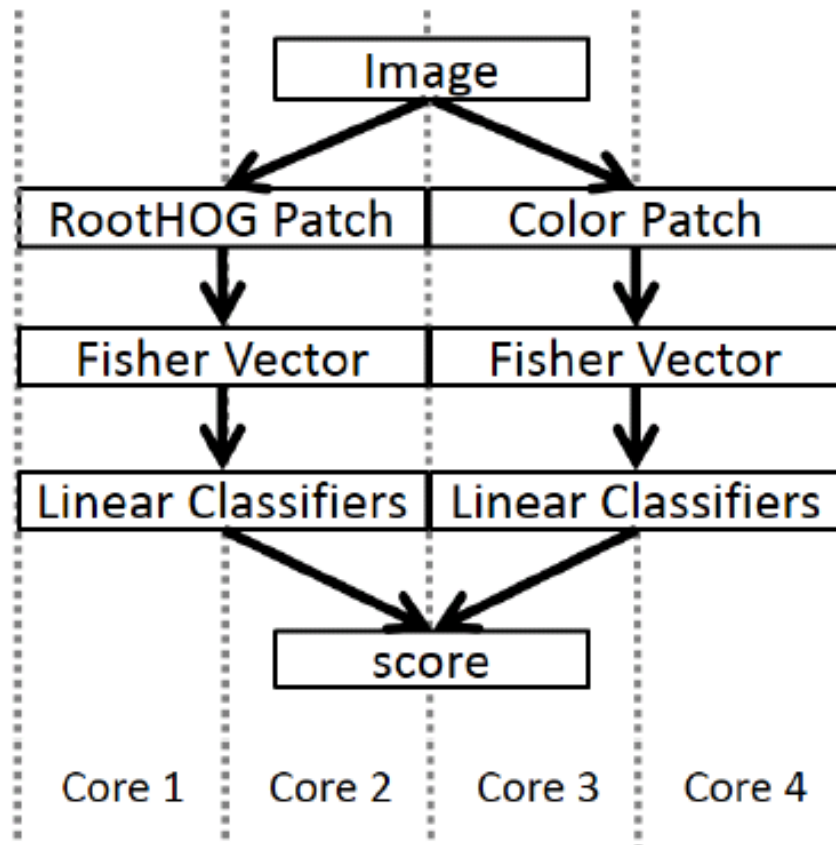 Image
RootHOG Patch Color Patch
Fisher Vector Fisher Vector
Linear Classifiers Linear Classifiers
score
Core 1 Core 2 Core 3 Core 4